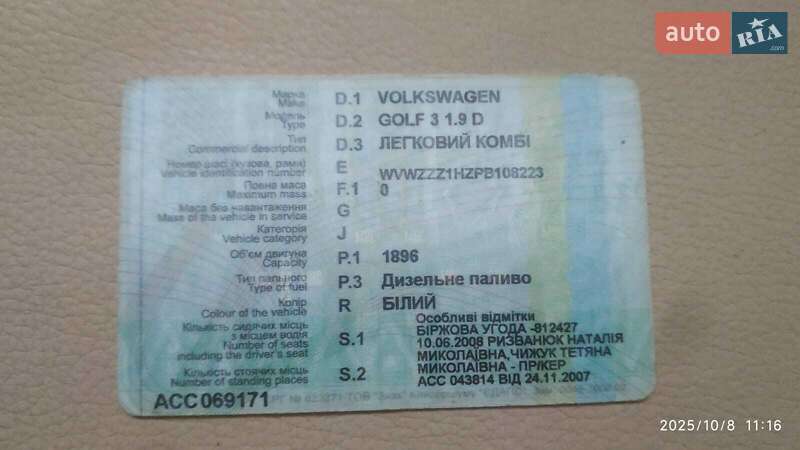 auto RIA
Марка D.1 VOLKSWAGEN
Make
Модель D.2 GOLF 3 1.9 D
Type
Тип D.3 ЛЕГКОВИЙ КОМБІ
Commercial description
Номер шасі (кузова, рами) E WVWZZZ1HZPB108223
Vehicle identification number
Повна маса F.1 0
Maximum mass
Маса без навантаження G
Mass of the vehicle in service
Категорія J
Vehicle category
Об'єм двигуна P.1 1896
Capacity
Тип пального P.3 Дизельне паливо
Type of fuel
Колір R БІЛИЙ
Colour of the vehicle
Особливі відмітки
Кількість сидячих місць БІРЖОВА УГОДА -812427
з місцем водія S.1 10.06.2008 РИЗВАНЮК НАТАЛІЯ
Number of seats
including the driver's seat МИКОЛАЇВНА,ЧИЖУК ТЕТЯНА
Кількість стоячих місць S.2 МИКОЛАЇВНА - ПР/КЕР
Number of standing places АСС 043814 ВІД 24.11.2007
АСС069171
2025/10/8 11:16